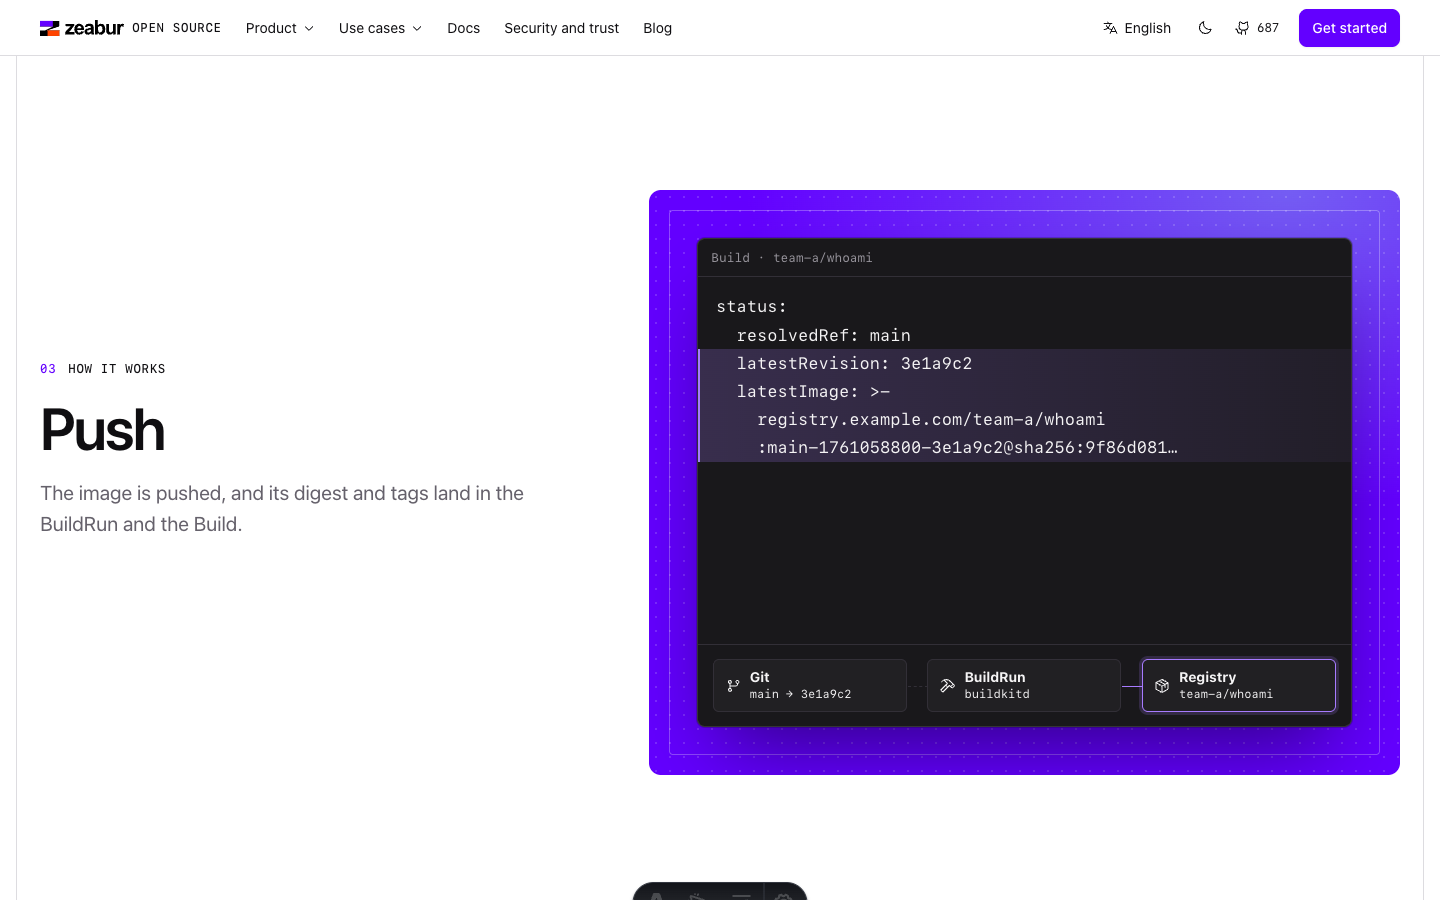 zeabur OPEN SOURCE Product Use cases Docs Security and trust Blog English 687 Get started
03 HOW IT WORKS
Push
The image is pushed, and its digest and tags land in the
BuildRun and the Build.
Build · team-a/whoami
status:
resolvedRef: main
latestRevision: 3e1a9c2
latestImage: >-
registry.example.com/team-a/whoami
:main-1761058800-3e1a9c2@sha256:9f86d081…
Git
main → 3e1a9c2
BuildRun
buildkitd
Registry
team-a/whoami